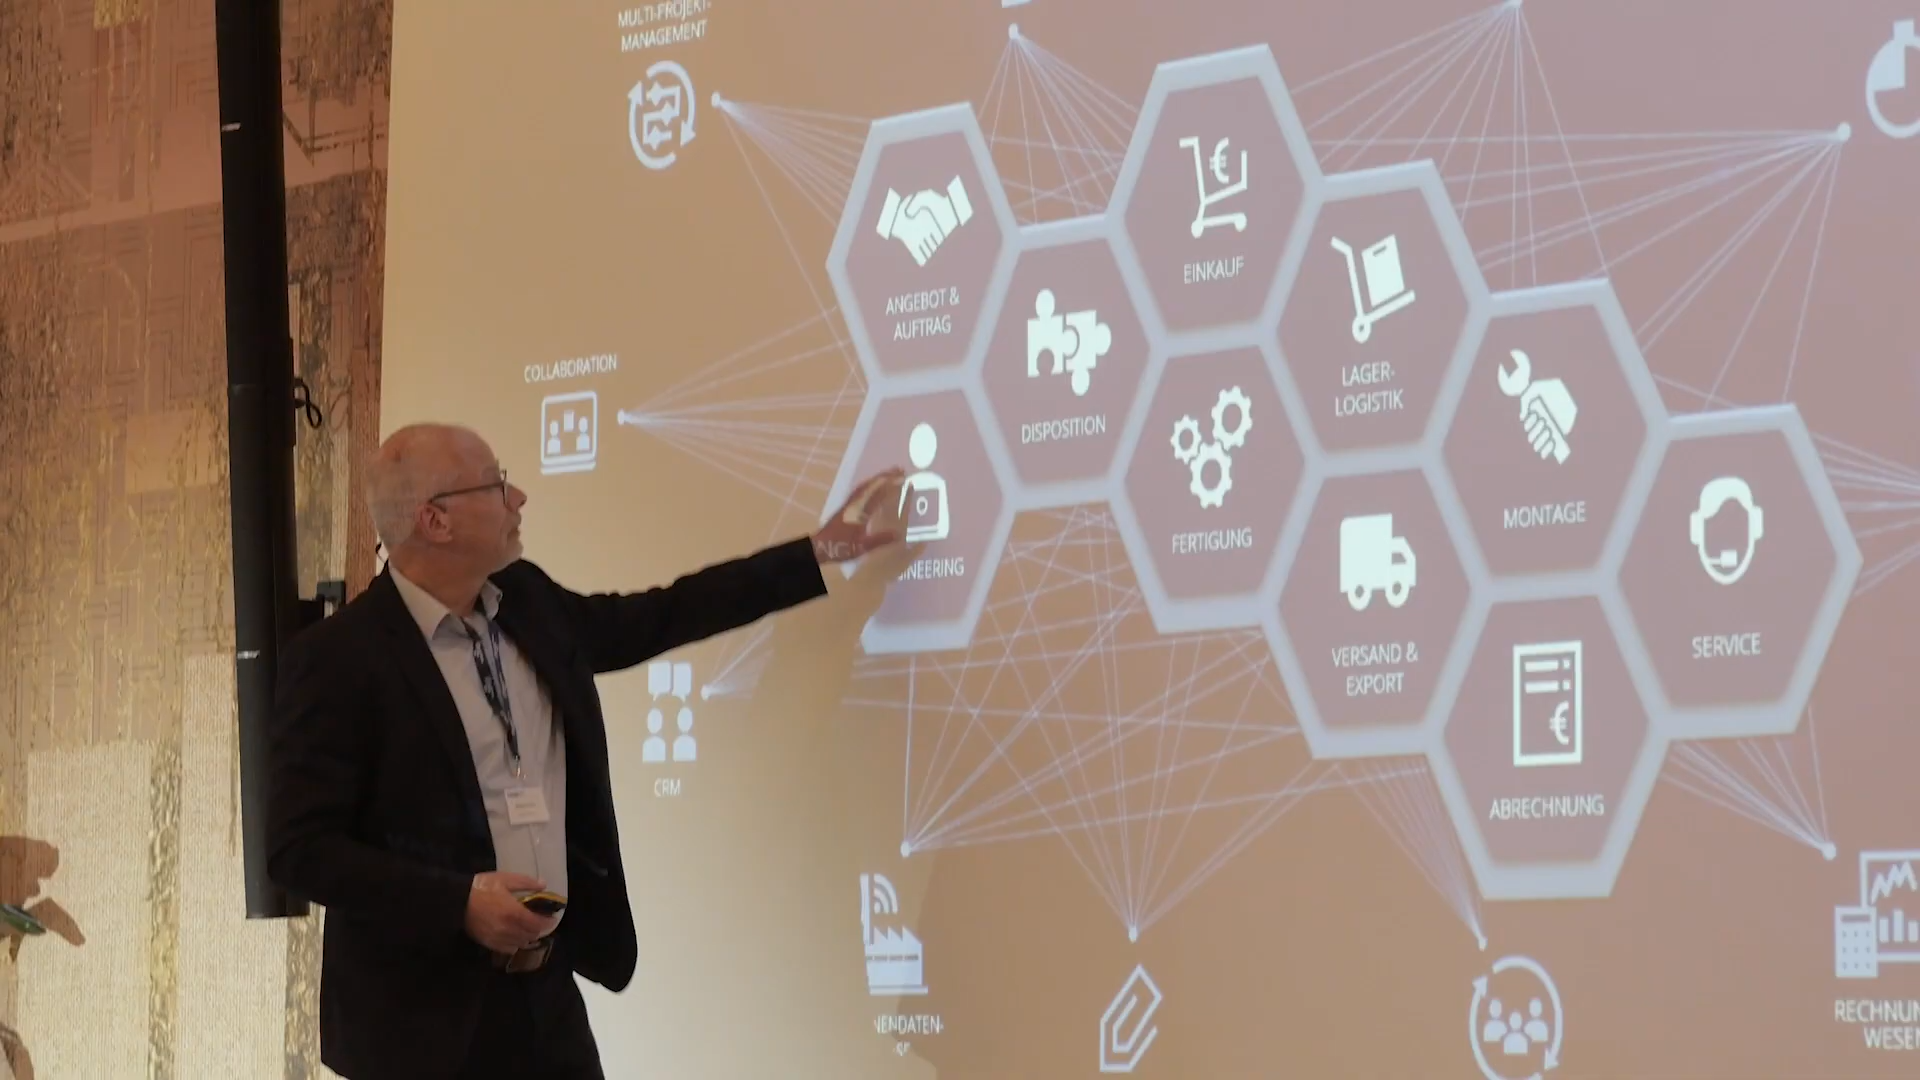 MULTI-PROJEKT-
MANAGEMENT
COLLABORATION
CRM
ANGEBOT &
AUFTRAG
DISPOSITION
EINKAUF
LAGER-
LOGISTIK
FERTIGUNG
MONTAGE
VERSAND &
EXPORT
SERVICE
ABRECHNUNG